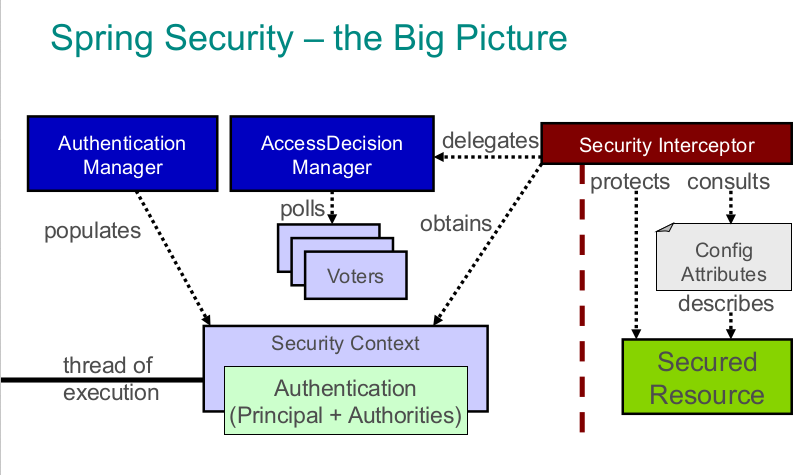 Spring Security – the Big Picture
Authentication
Manager
AccessDecision
Manager
delegates
Security Interceptor
protects
consults
polls
populates
obtains
Voters
Config
Attributes
describes
Security Context
thread of
execution
Authentication
(Principal + Authorities)
Secured
Resource